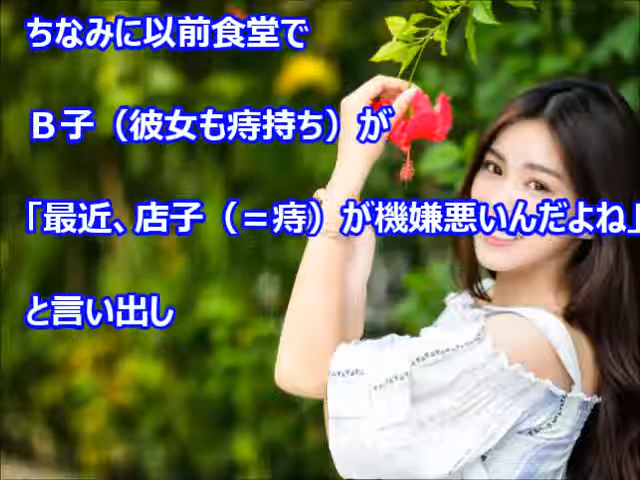 ちなみに以前食堂で
Ｂ子（彼女も痔持ち）が
「最近、店子（＝痔）が機嫌悪いんだよね」
と言い出し